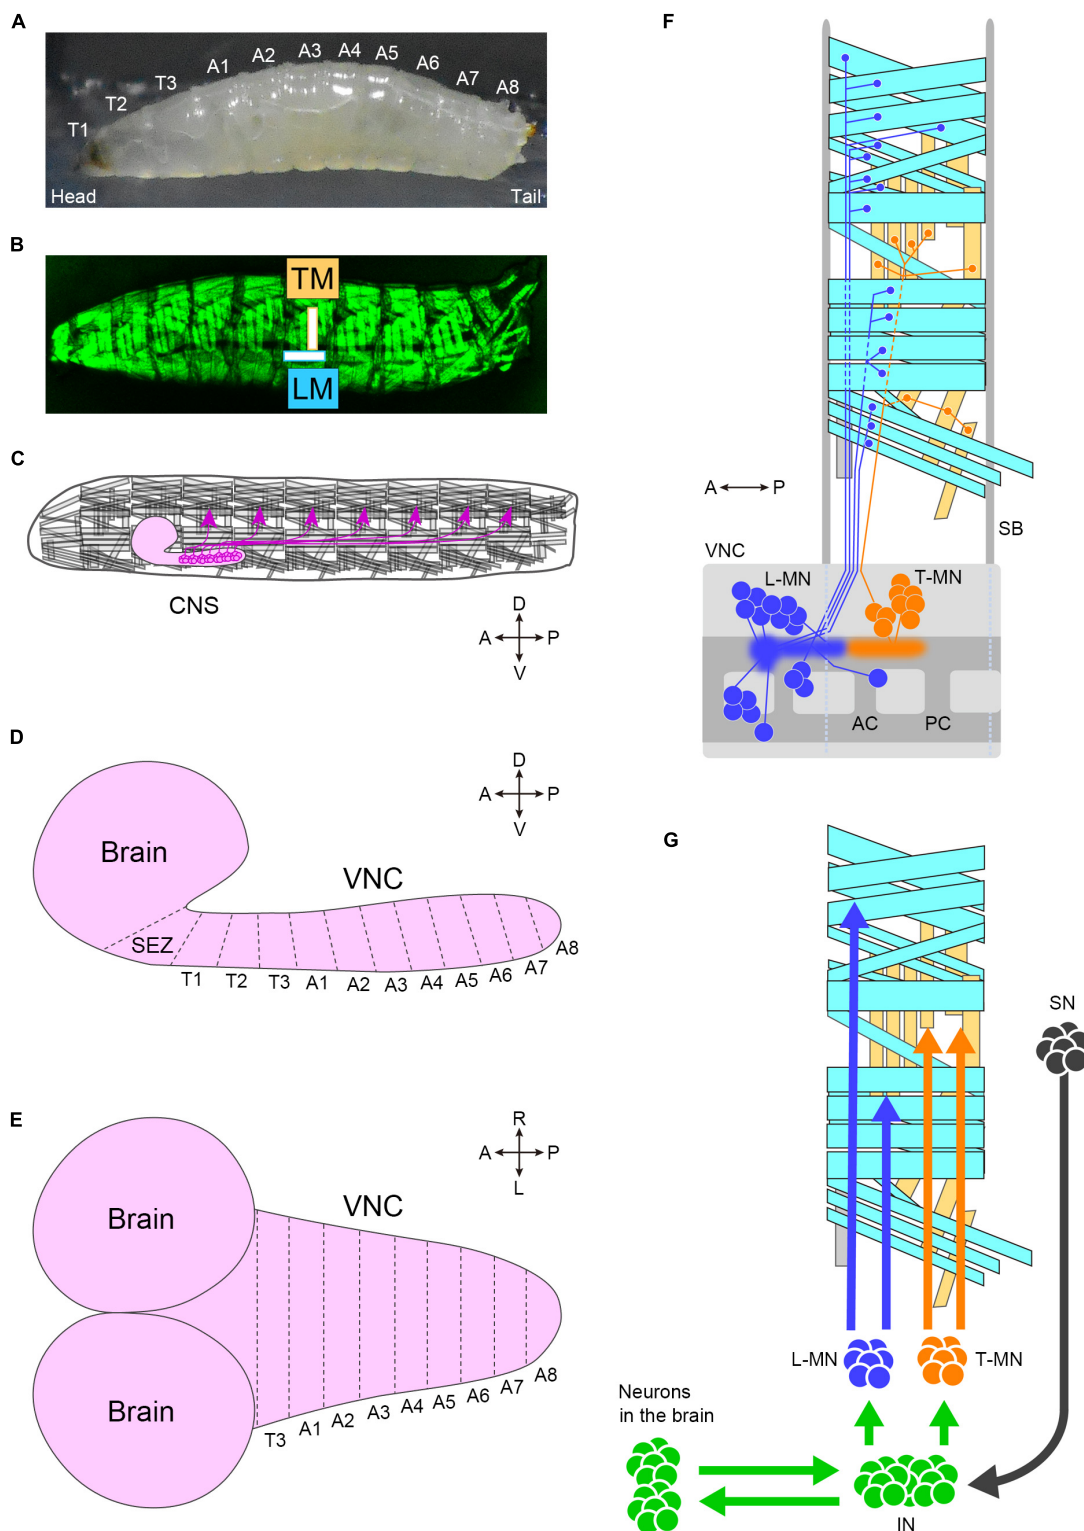 A
T1
T2
T3
A1
A2
A3
A4
A5
A6
A7
A8
Head
Tail
B
TM
LM
C
CNS
D
A
P
V
D
D
A
P
V
Brain
VNC
SEZ
T1
T2
T3
A1
A2
A3
A4
A5
A6
A7
A8
E
R
A
P
L
VNC
Brain
Brain
T3
A1
A2
A3
A4
A5
A6
A7
A8
F
A
P
SB
VNC
L-MN
T-MN
AC
PC
G
SN
L-MN
T-MN
Neurons
in the brain
IN